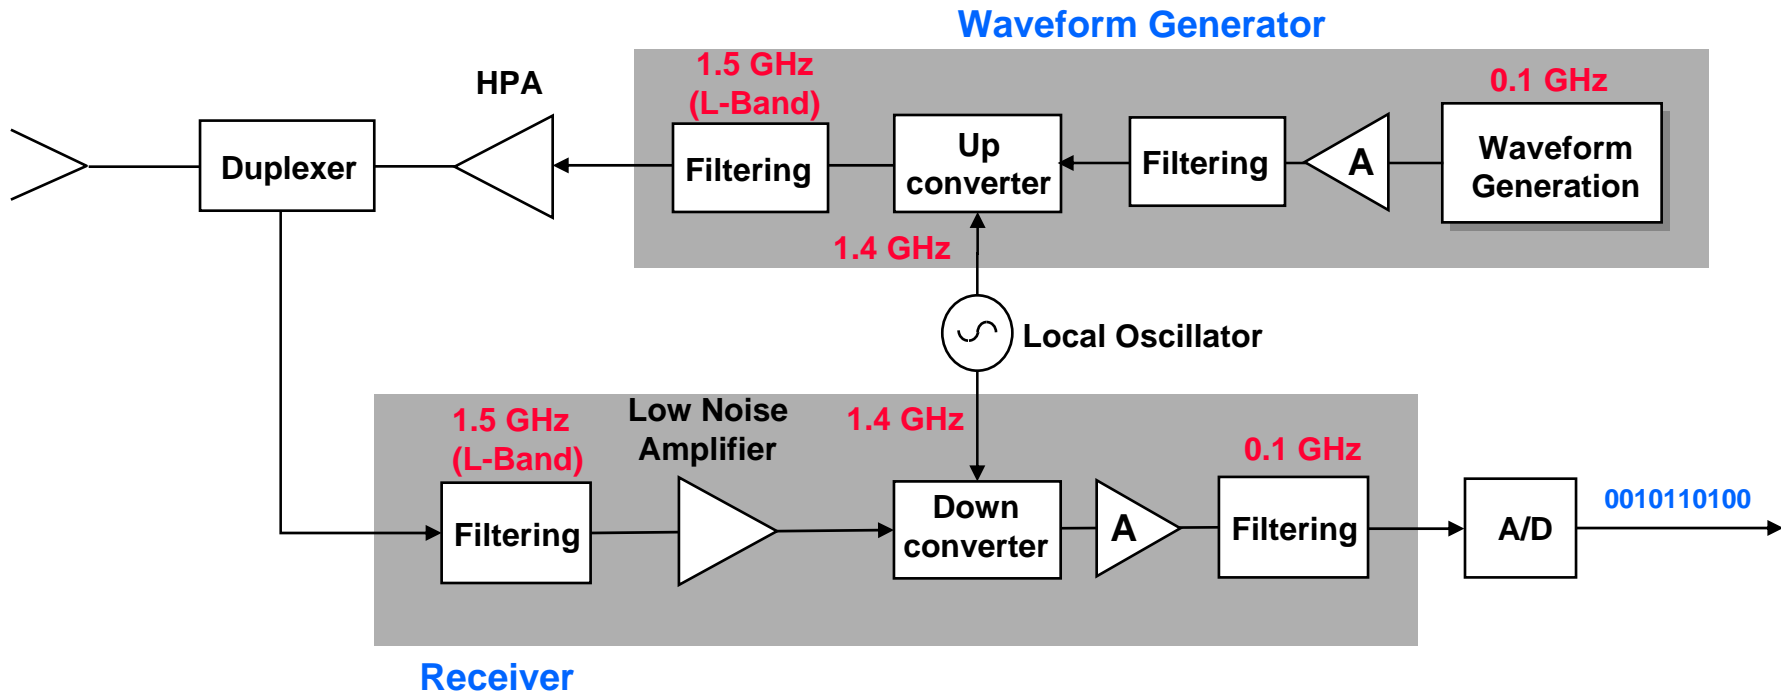 Waveform Generator
HPA
1.5 GHz
(L-Band)
0.1 GHz
Duplexer
Filtering
Up
converter
Filtering
A
Waveform
Generation
1.4 GHz
Local Oscillator
1.5 GHz
(L-Band)
Low Noise
Amplifier
1.4 GHz
0.1 GHz
Filtering
Down
converter
A
Filtering
A/D
0010110100
Receiver